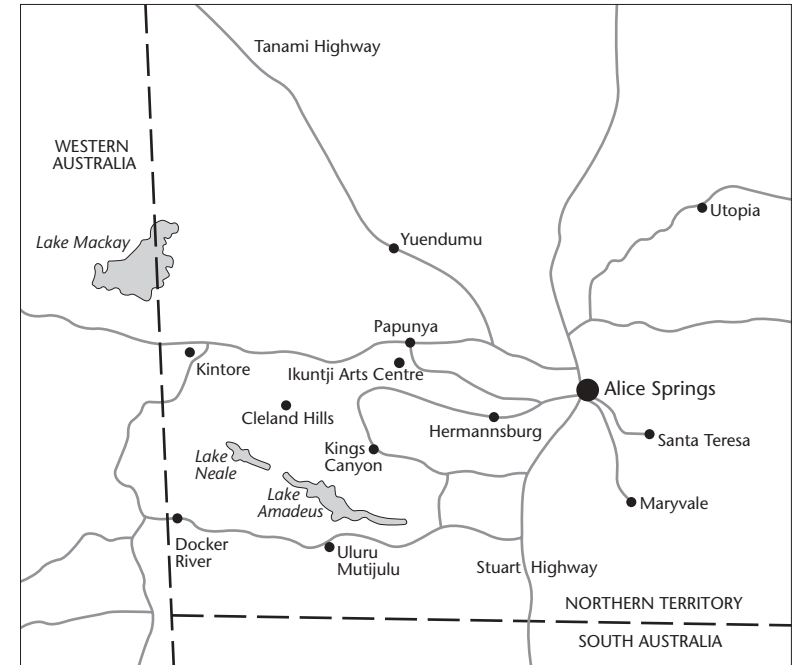 Tanami Highway
WESTERN
AUSTRALIA
Utopia
Lake Mackay
Yuendumu
Papunya
Kintore
Ikuntji Arts Centre
Alice Springs
Cleland Hills
Hermannsburg
Santa Teresa
Kings
Canyon
Lake
Neale
Lake
Amadeus
Maryvale
Docker
River
Uluru
Mutijulu
Stuart Highway
NORTHERN TERRITORY
SOUTH AUSTRALIA